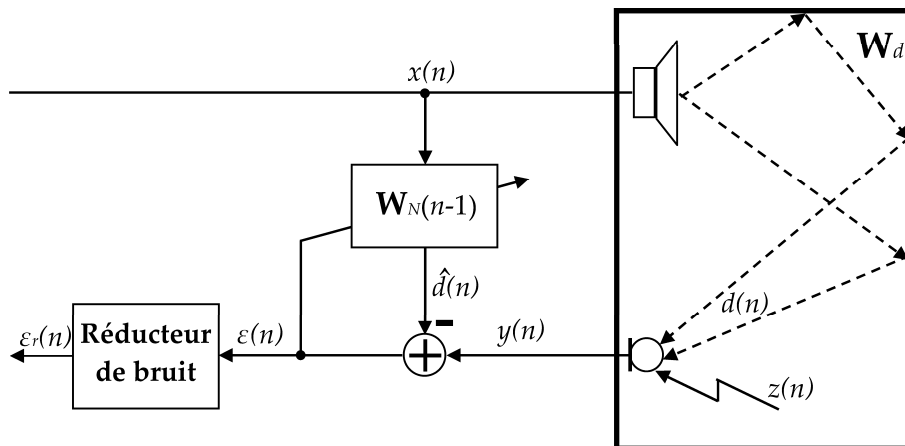 x(n)
W_d
W_N(n-1)
d̂(n)
d(n)
ε_r(n)
Réducteur
de bruit
ε(n)
-
+
y(n)
z(n)